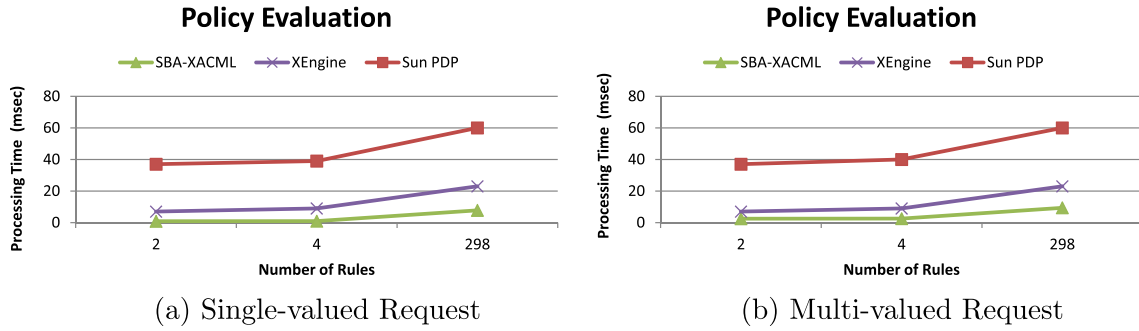 Policy Evaluation
SBA-XACML XEngine Sun PDP
Processing Time (msec)
80
60
40
20
0
2 4 298
Number of Rules
(a) Single-valued Request
Policy Evaluation
SBA-XACML XEngine Sun PDP
Processing Time (msec)
80
60
40
20
0
2 4 298
Number of Rules
(b) Multi-valued Request